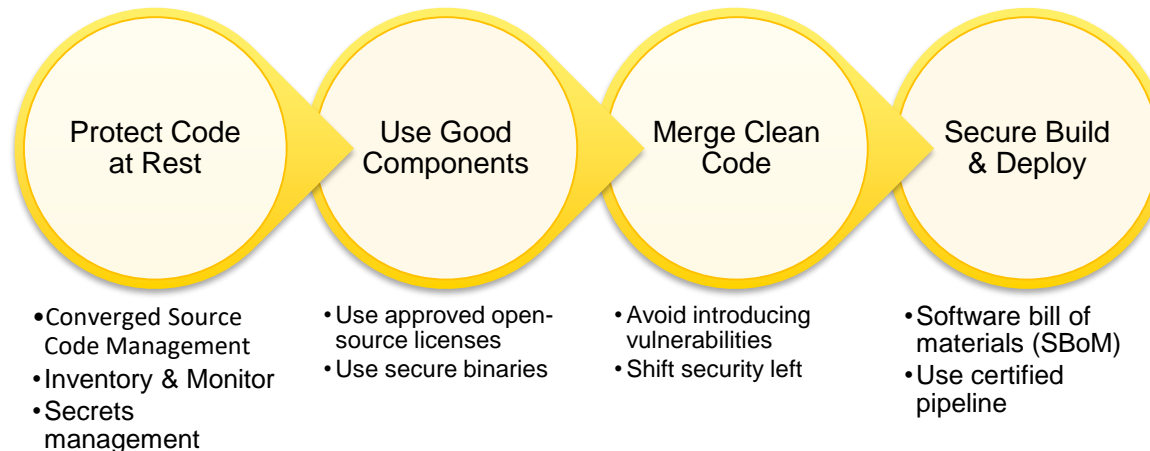 Protect Code
at Rest
•Converged Source
Code Management
•Inventory & Monitor
•Secrets
management
Use Good
Components
•Use approved open-
source licenses
•Use secure binaries
Merge Clean
Code
•Avoid introducing
vulnerabilities
•Shift security left
Secure Build
& Deploy
•Software bill of
materials (SBoM)
•Use certified
pipeline